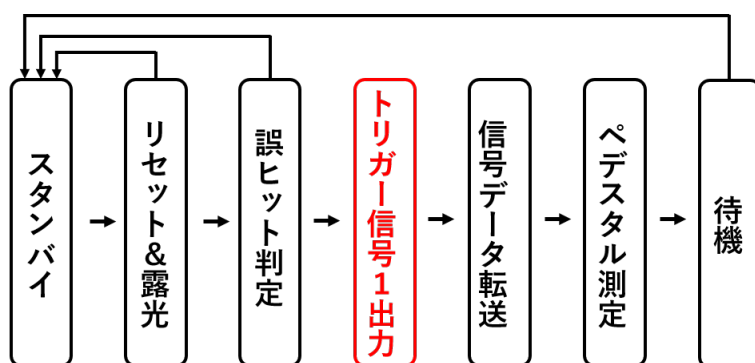 スタンバイ
リセット&露光
誤ヒット判定
トリガー信号1出力
信号データ転送
ペデスタル測定
待機